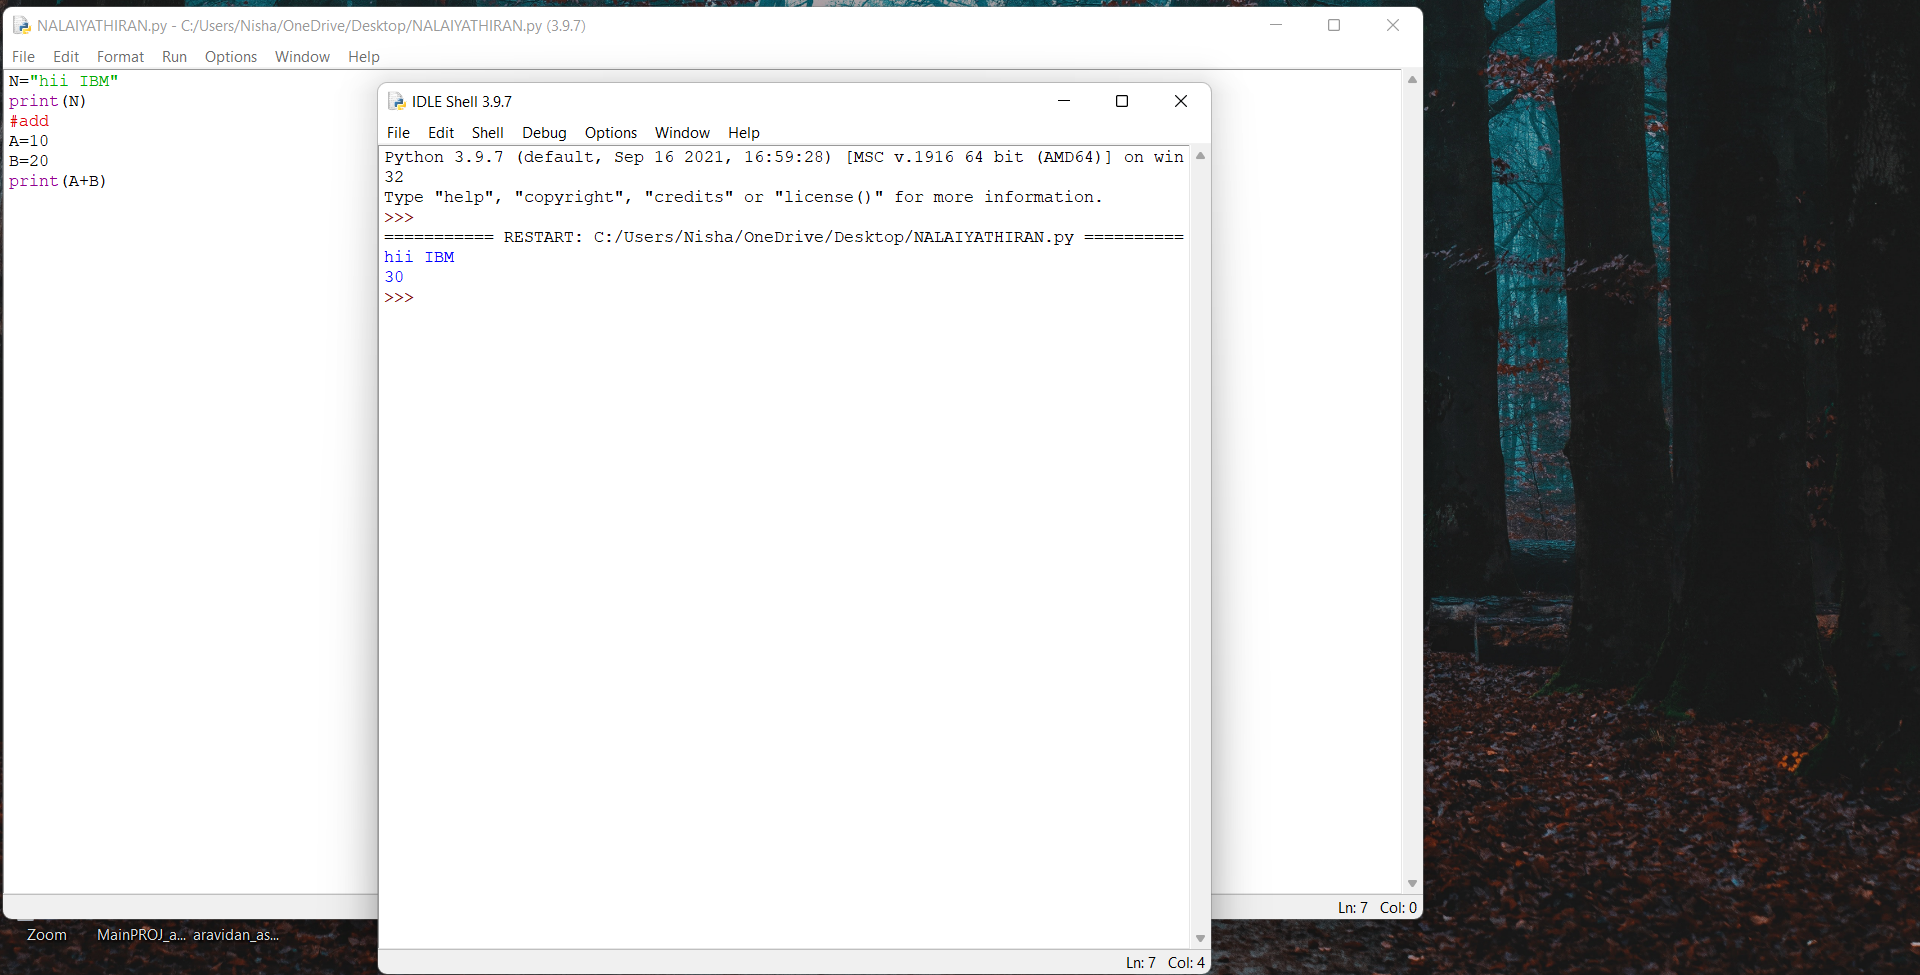 NALAIYATHIRAN.py - C:/Users/Nisha/OneDrive/Desktop/NALAIYATHIRAN.py (3.9.7)
File Edit Format Run Options Window Help
N="hii IBM"
print(N)
#add
A=10
B=20
print(A+B)
IDLE Shell 3.9.7
File Edit Shell Debug Options Window Help
Python 3.9.7 (default, Sep 16 2021, 16:59:28) [MSC v.1916 64 bit (AMD64)] on win
32
Type "help", "copyright", "credits" or "license()" for more information.
>>>
=========== RESTART: C:/Users/Nisha/OneDrive/Desktop/NALAIYATHIRAN.py ==========
hii IBM
30
>>>
Ln: 7 Col: 0
Zoom MainPROJ_a... aravidan_as...
Ln: 7 Col: 4